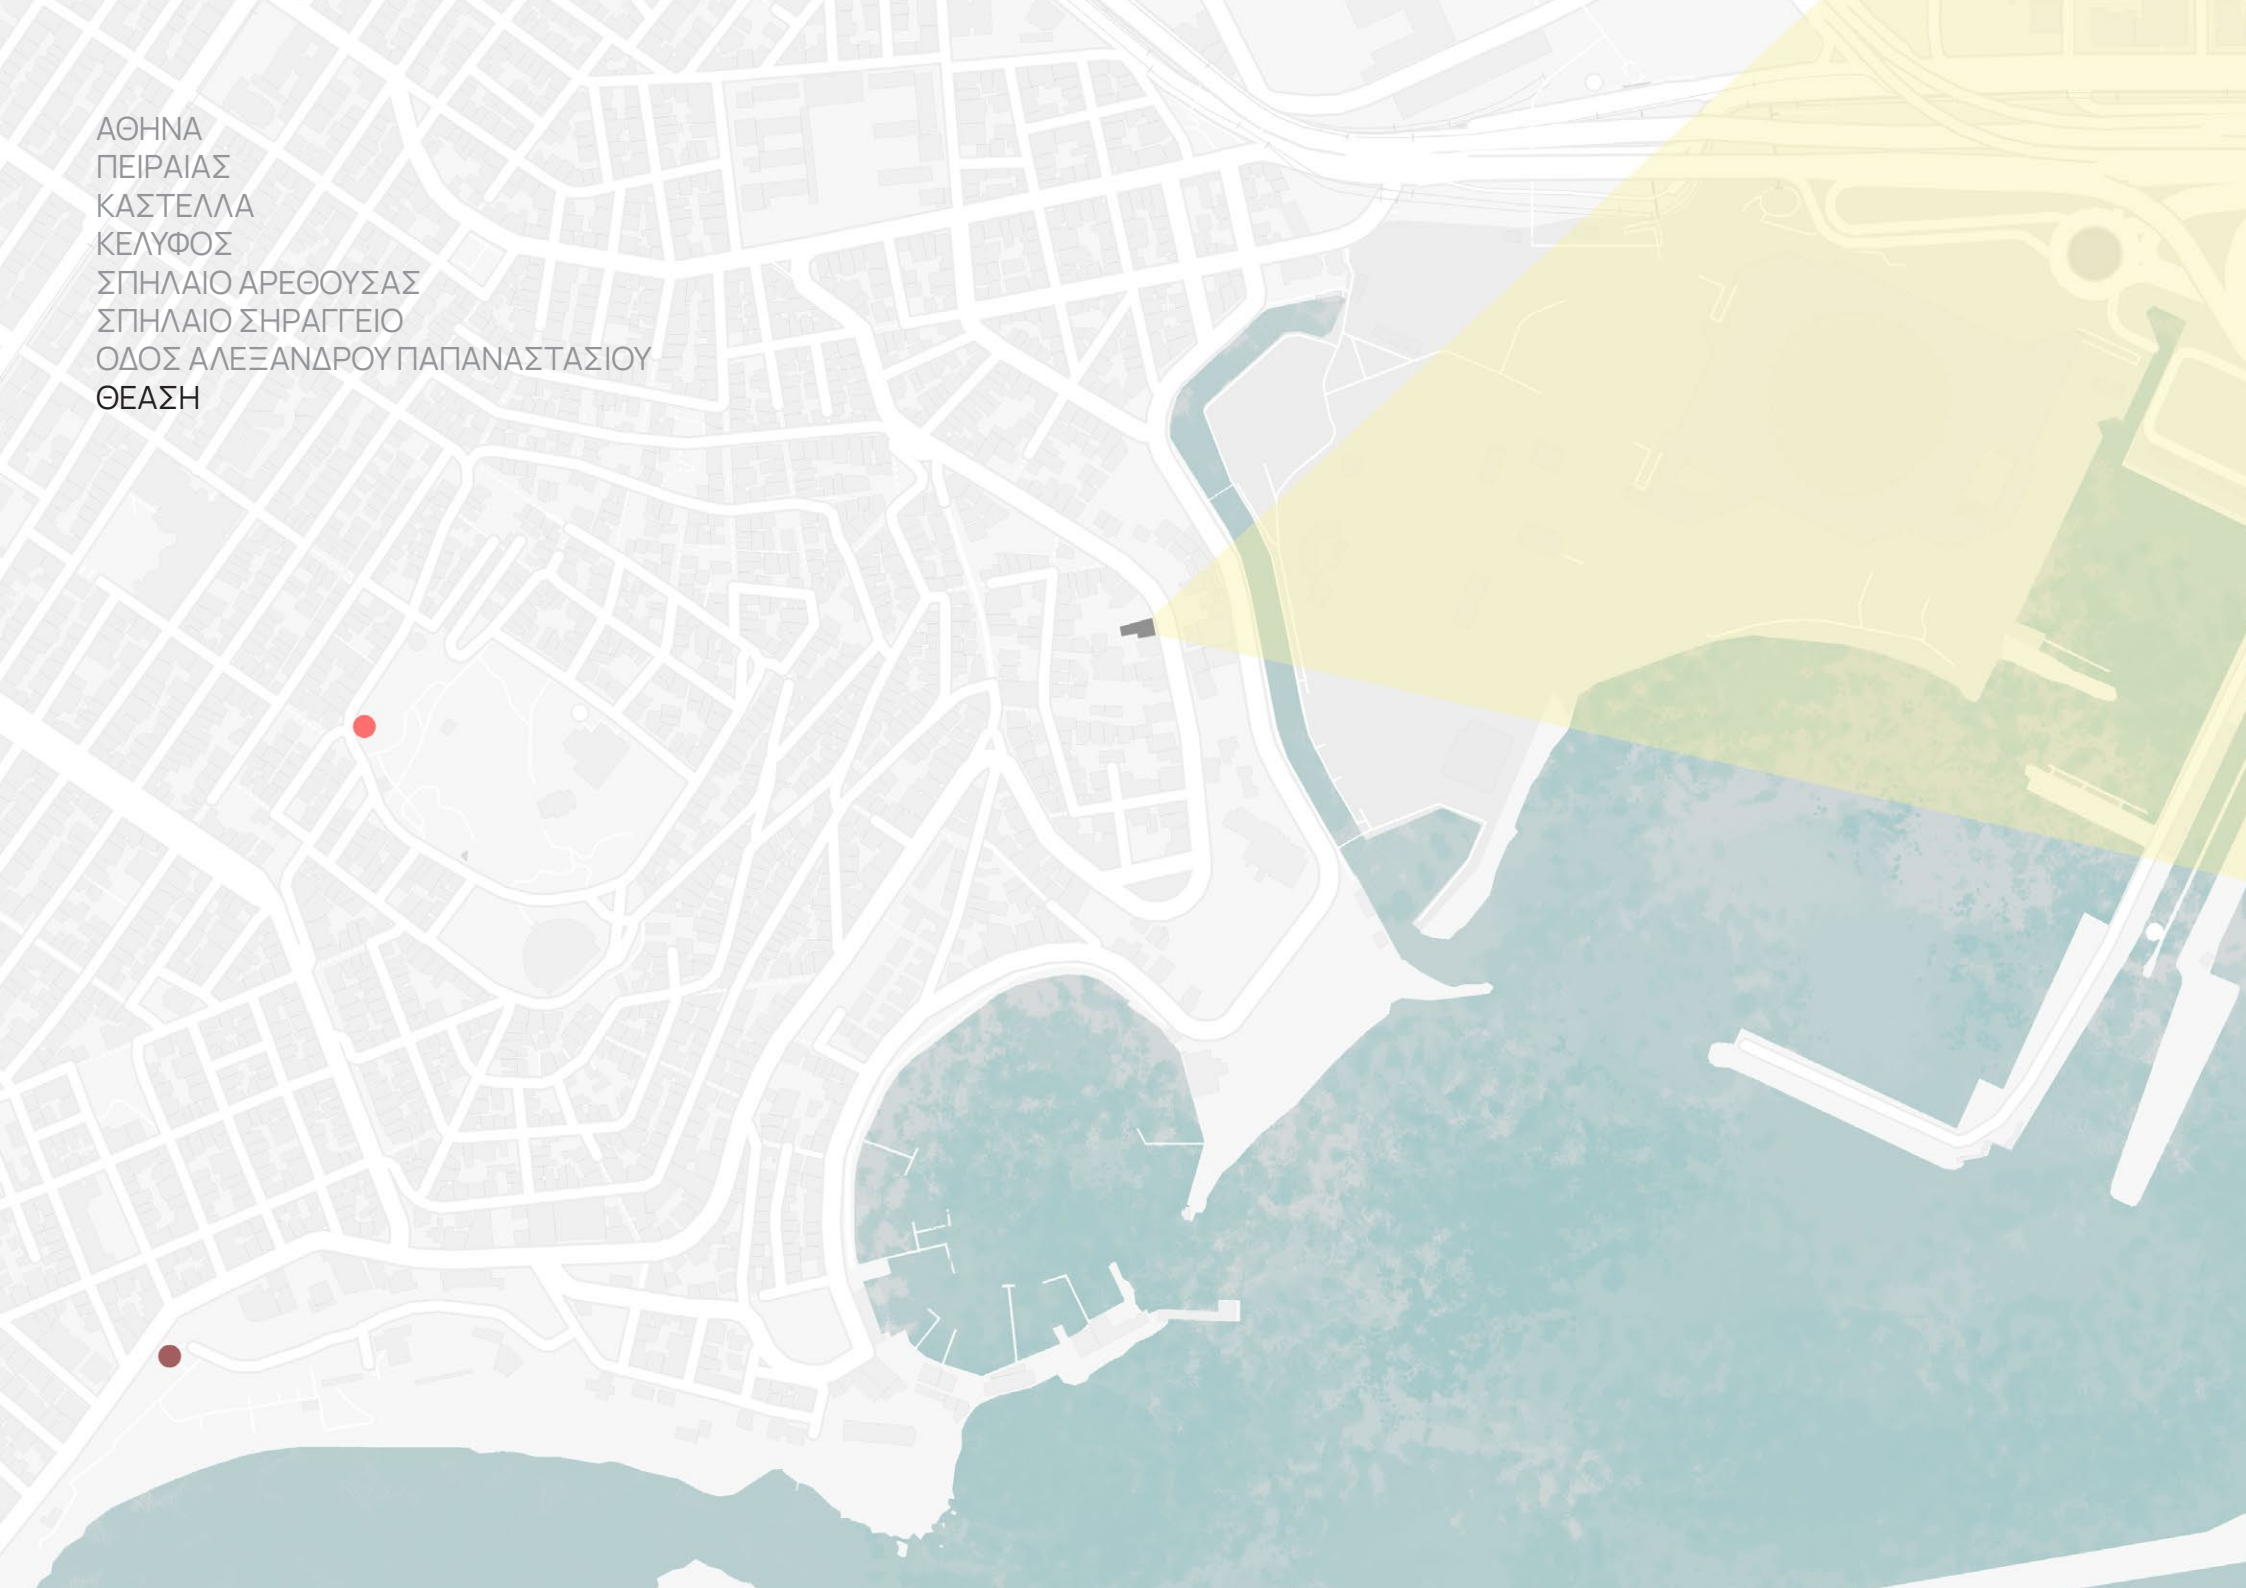 ΑΘΗΝΑ
ΠΕΙΡΑΙΑΣ
ΚΑΣΤΕΛΛΑ
ΚΕΛΥΦΟΣ
ΣΠΗΛΑΙΟ ΑΡΕΘΟΥΣΑΣ
ΣΠΗΛΑΙΟ ΣΗΡΑΓΓΕΙΟ
ΟΔΟΣ ΑΛΕΞΑΝΔΡΟΥ ΠΑΠΑΝΑΣΤΑΣΙΟΥ
ΘΕΑΣΗ